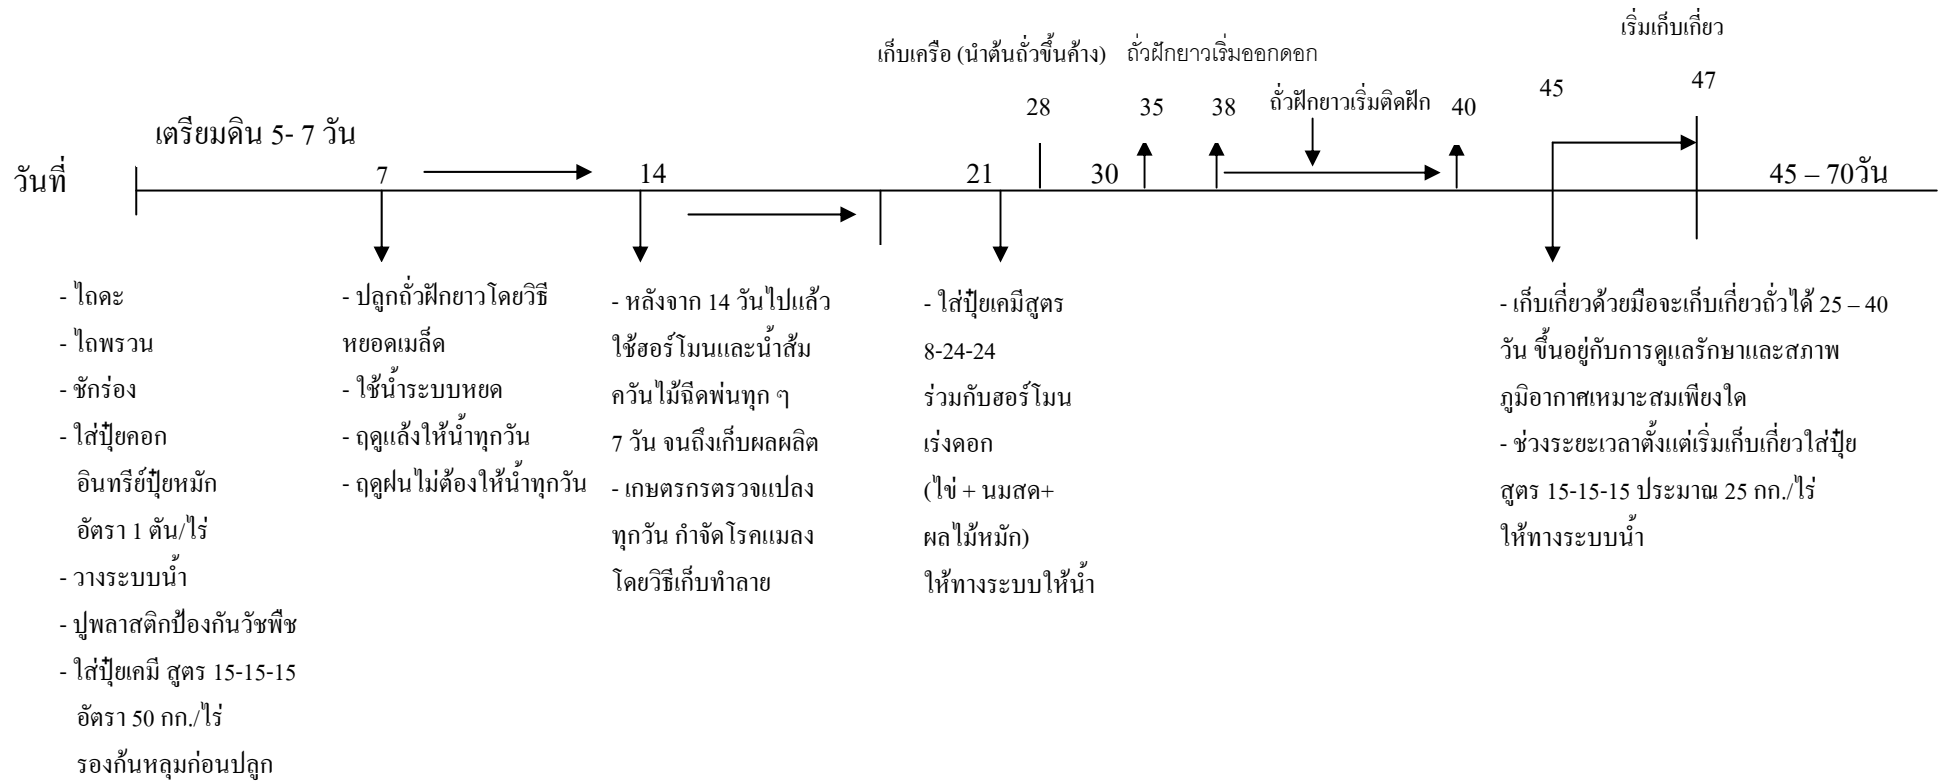 เริ่มเก็บเกี่ยว
เก็บเครือ (นำต้นถั่วขึ้นค้าง) ถั่วฝักยาวเริ่มออกดอก
28 35 38 ถั่วฝักยาวเริ่มติดฝัก 40 45 47
เตรียมดิน 5- 7 วัน
วันที่ 7 14 21 30 45 – 70วัน
- ไถดะ
- ไถพรวน
- ชักร่อง
- ใส่ปุ๋ยคอก
อินทรีย์ปุ๋ยหมัก
อัตรา 1 ตัน/ไร่
- วางระบบน้ำ
- ปูพลาสติกป้องกันวัชพืช
- ใส่ปุ๋ยเคมี สูตร 15-15-15
อัตรา 50 กก./ไร่
รองก้นหลุมก่อนปลูก
- ปลูกถั่วฝักยาวโดยวิธี
หยอดเมล็ด
- ใช้น้ำระบบหยด
- ฤดูแล้งให้น้ำทุกวัน
- ฤดูฝนไม่ต้องให้น้ำทุกวัน
- หลังจาก 14 วันไปแล้ว
ใช้ฮอร์โมนและน้ำส้ม
ควันไม้ฉีดพ่นทุก ๆ
7 วัน จนถึงเก็บผลผลิต
- เกษตรกรตรวจแปลง
ทุกวัน กำจัดโรคแมลง
โดยวิธีเก็บทำลาย
- ใส่ปุ๋ยเคมีสูตร
8-24-24
ร่วมกับฮอร์โมน
เร่งดอก
(ไข่ + นมสด+
ผลไม้หมัก)
ให้ทางระบบให้น้ำ
- เก็บเกี่ยวด้วยมือจะเก็บเกี่ยวถั่วได้ 25 – 40
วัน ขึ้นอยู่กับการดูแลรักษาและสภาพ
ภูมิอากาศเหมาะสมเพียงใด
- ช่วงระยะเวลาตั้งแต่เริ่มเก็บเกี่ยวใส่ปุ๋ย
สูตร 15-15-15 ประมาณ 25 กก./ไร่
ให้ทางระบบน้ำ